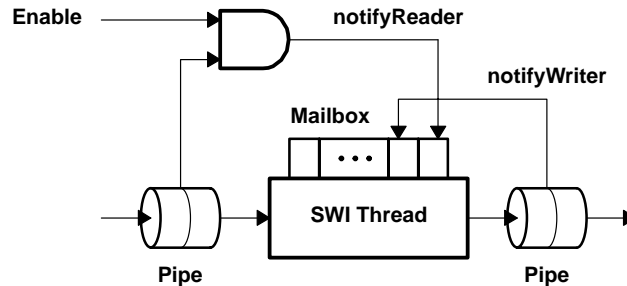 Enable
notifyReader
notifyWriter
Mailbox
SWI Thread
Pipe
Pipe